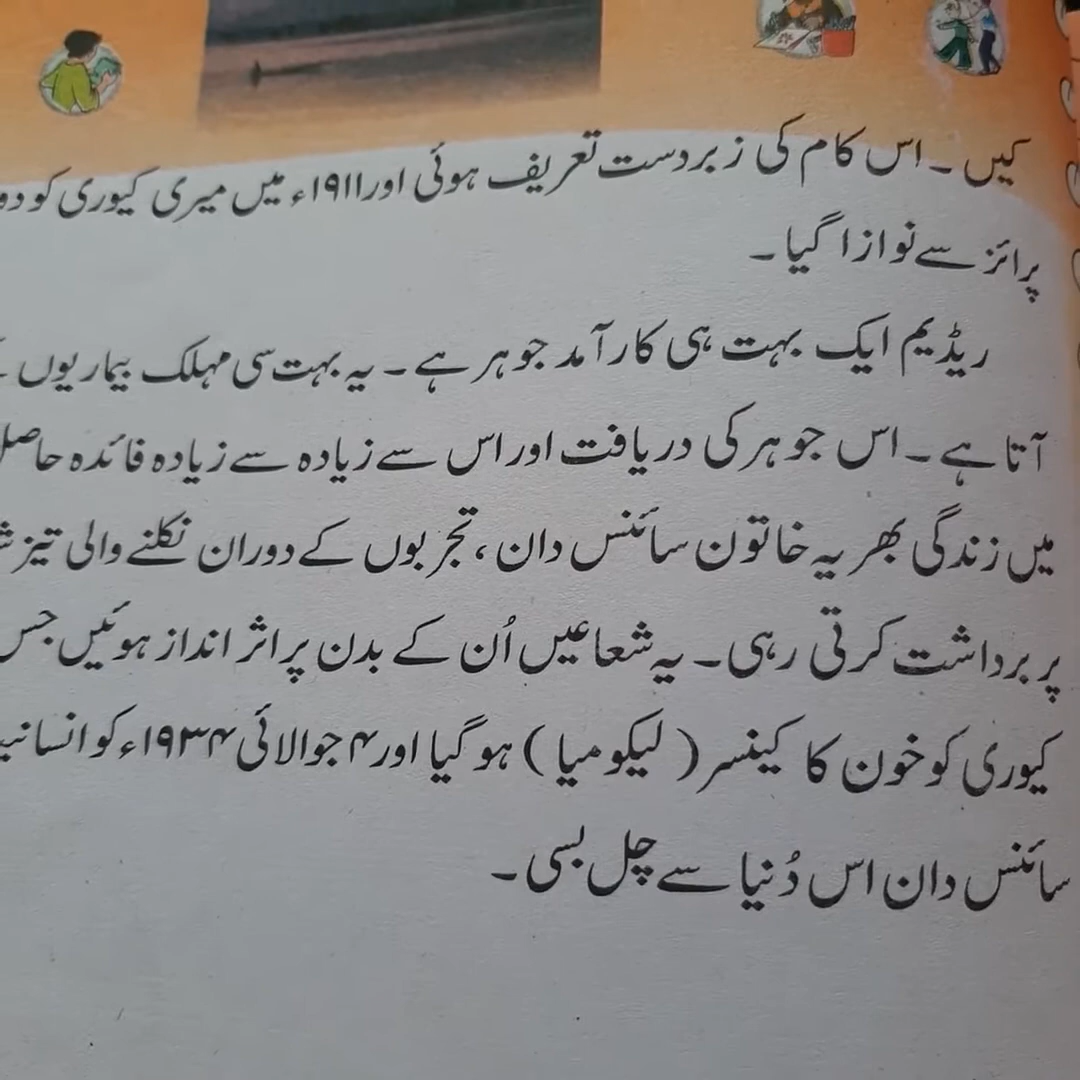 کیں ۔ اس کام کی زبردست تعریف ہوئی اور ۱۹۱۱ء میں میری کیوری کو
پرائز سے نوازا گیا ۔
ریڈیم ایک بہت ہی کارآمد جوہر ہے ۔ یہ بہت سی مہلک بیماریوں
آتا ہے ۔ اس جوہر کی دریافت اور اس سے زیادہ سے زیادہ فائدہ حاصل
میں زندگی بھر یہ خاتون سائنس دان ، تجربوں کے دوران نکلنے والی تیز
پر برداشت کرتی رہی ۔ یہ شعاعیں اُن کے بدن پر اثر انداز ہوئیں جس
کیوری کو خون کا کینسر ( لیکومیا ) ہو گیا اور ۴ جولائی ۱۹۳۴ء کو
سائنس دان اس دُنیا سے چل بسی ۔